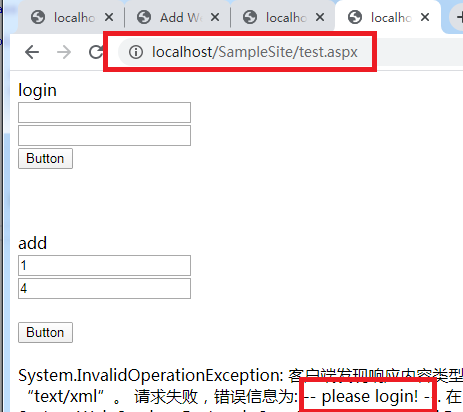 localho
Add We
localho
localho
localhost/SampleSite/test.aspx
login
Button
add
1
4
Button
System.InvalidOperationException: 客户端发现响应内容类型
“text/xml”。 请求失败，错误信息为: -- please login! --. 在